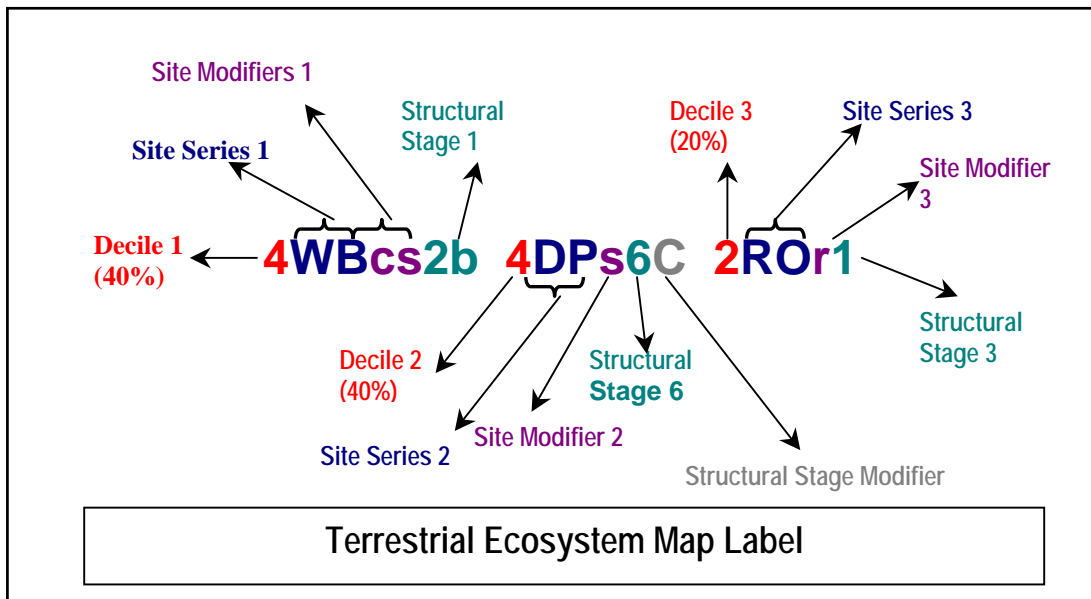 Site Modifiers 1
Structural
Stage 1
Decile 3
(20%)
Site Series 3
Site Series 1
Site Modifier
3
Decile 1
(40%)
4WBcs2b 4DPs6C 2ROr1
Structural
Stage 3
Decile 2
(40%)
Structural
Stage 6
Site Series 2
Site Modifier 2
Structural Stage Modifier
Terrestrial Ecosystem Map Label